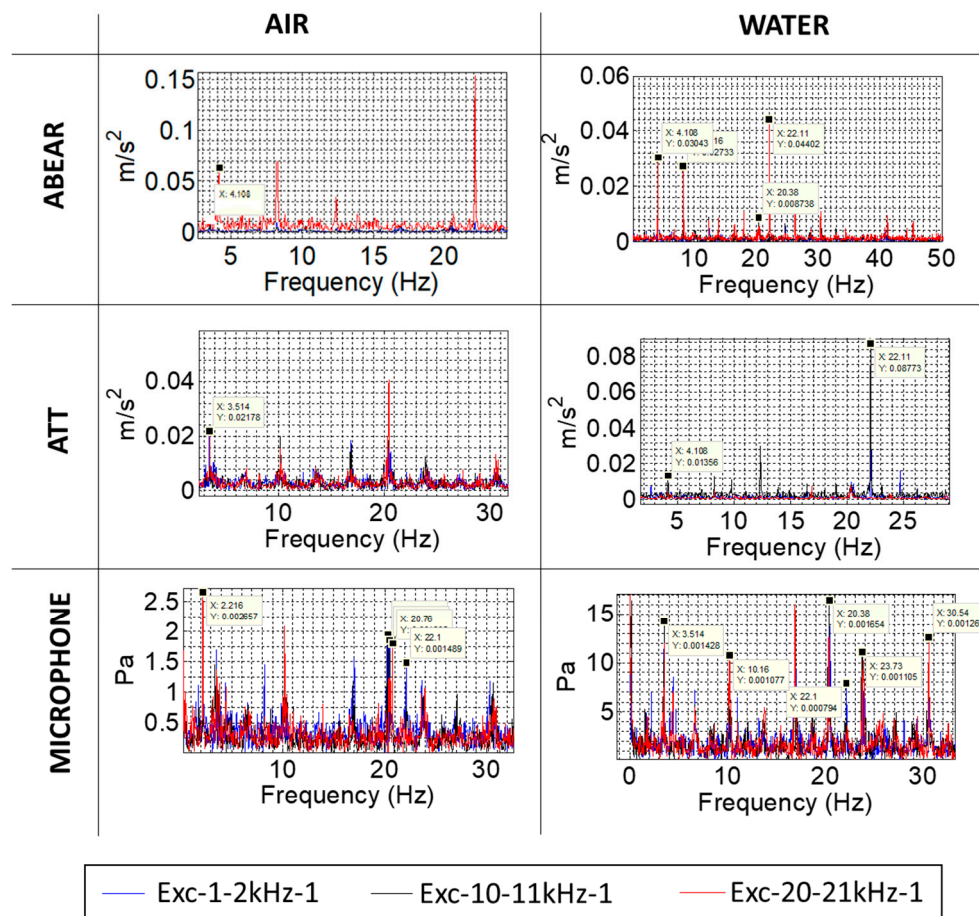 AIR
WATER
ABEAR
m/s²
0.15
0.1
0.05
0
X: 4.108
5
10
15
20
Frequency (Hz)
m/s²
0.06
0.04
0.02
0
X: 4.108
Y: 0.03043
16
02733
X: 22.11
Y: 0.04402
X: 20.38
Y: 0.008738
10
20
30
40
50
Frequency (Hz)
ATT
m/s²
0.04
0.02
0
X: 3.514
Y: 0.02178
10
20
30
Frequency (Hz)
m/s²
0.08
0.06
0.04
0.02
0
X: 22.11
Y: 0.08773
X: 4.108
Y: 0.01356
5
10
15
20
25
Frequency (Hz)
MICROPHONE
Pa
2.5
2
1.5
1
0.5
X: 2.216
Y: 0.002657
X: 20.76
X: 22.1
Y: 0.001489
10
20
30
Frequency (Hz)
Pa
15
10
5
X: 3.514
Y: 0.001428
X: 10.16
Y: 0.001077
X: 20.38
Y: 0.001654
X: 22.1
Y: 0.000794
X: 23.73
Y: 0.001105
X: 30.54
Y: 0.00126
0
10
20
30
Frequency (Hz)
Exc-1-2kHz-1
Exc-10-11kHz-1
Exc-20-21kHz-1